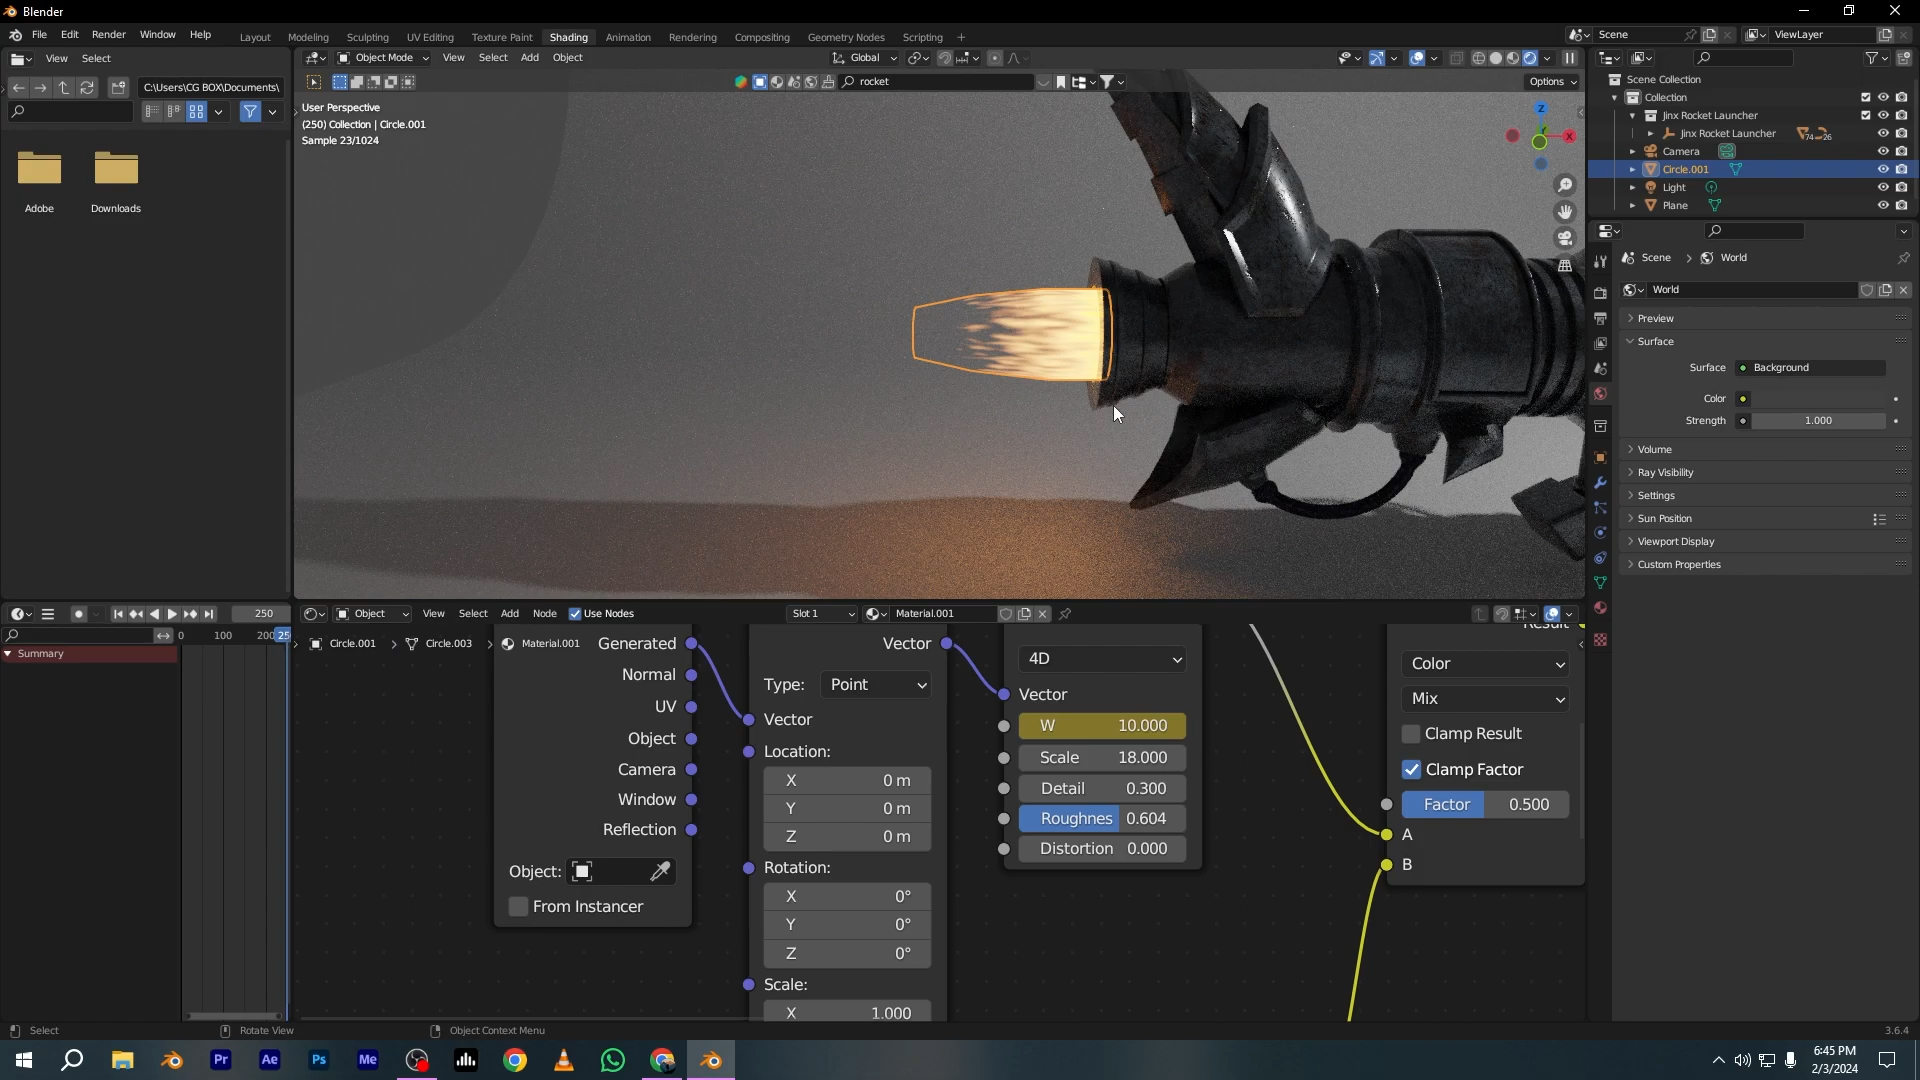 Blender
File Edit Render Window Help Layout Modeling Sculpting UV Editing Texture Paint Shading Animation Rendering Compositing Geometry Nodes Scripting + Scene ViewLayer
View Select
C:\Users\CG BOX\Documents\
Adobe Downloads
Object Mode View Select Add Object Global
rocket Options
User Perspective
(250) Collection | Circle.001
Sample 23/1024
Z
X
Scene Collection
Collection
Jinx Rocket Launcher
Jinx Rocket Launcher 74 26
Camera
Circle.001
Light
Plane
Scene > World
World
Preview
Surface
Surface Background
Color
Strength 1.000
Volume
Ray Visibility
Settings
Sun Position
Viewport Display
Custom Properties
250
0 100 200 250
Summary
Object View Select Add Node Use Nodes Slot 1 Material.001
Circle.001 > Circle.003 > Material.001
Generated
Normal
UV
Object
Camera
Window
Reflection
Object:
From Instancer
Vector
Type: Point
Vector
Location:
X 0 m
Y 0 m
Z 0 m
Rotation:
X 0°
Y 0°
Z 0°
Scale:
X 1.000
4D
Vector
W 10.000
Scale 18.000
Detail 0.300
Roughnes 0.604
Distortion 0.000
Result
Color
Mix
Clamp Result
Clamp Factor
Factor 0.500
A
B
Select Rotate View Object Context Menu 3.6.4
Pr Ae Ps Me
6:45 PM
2/3/2024